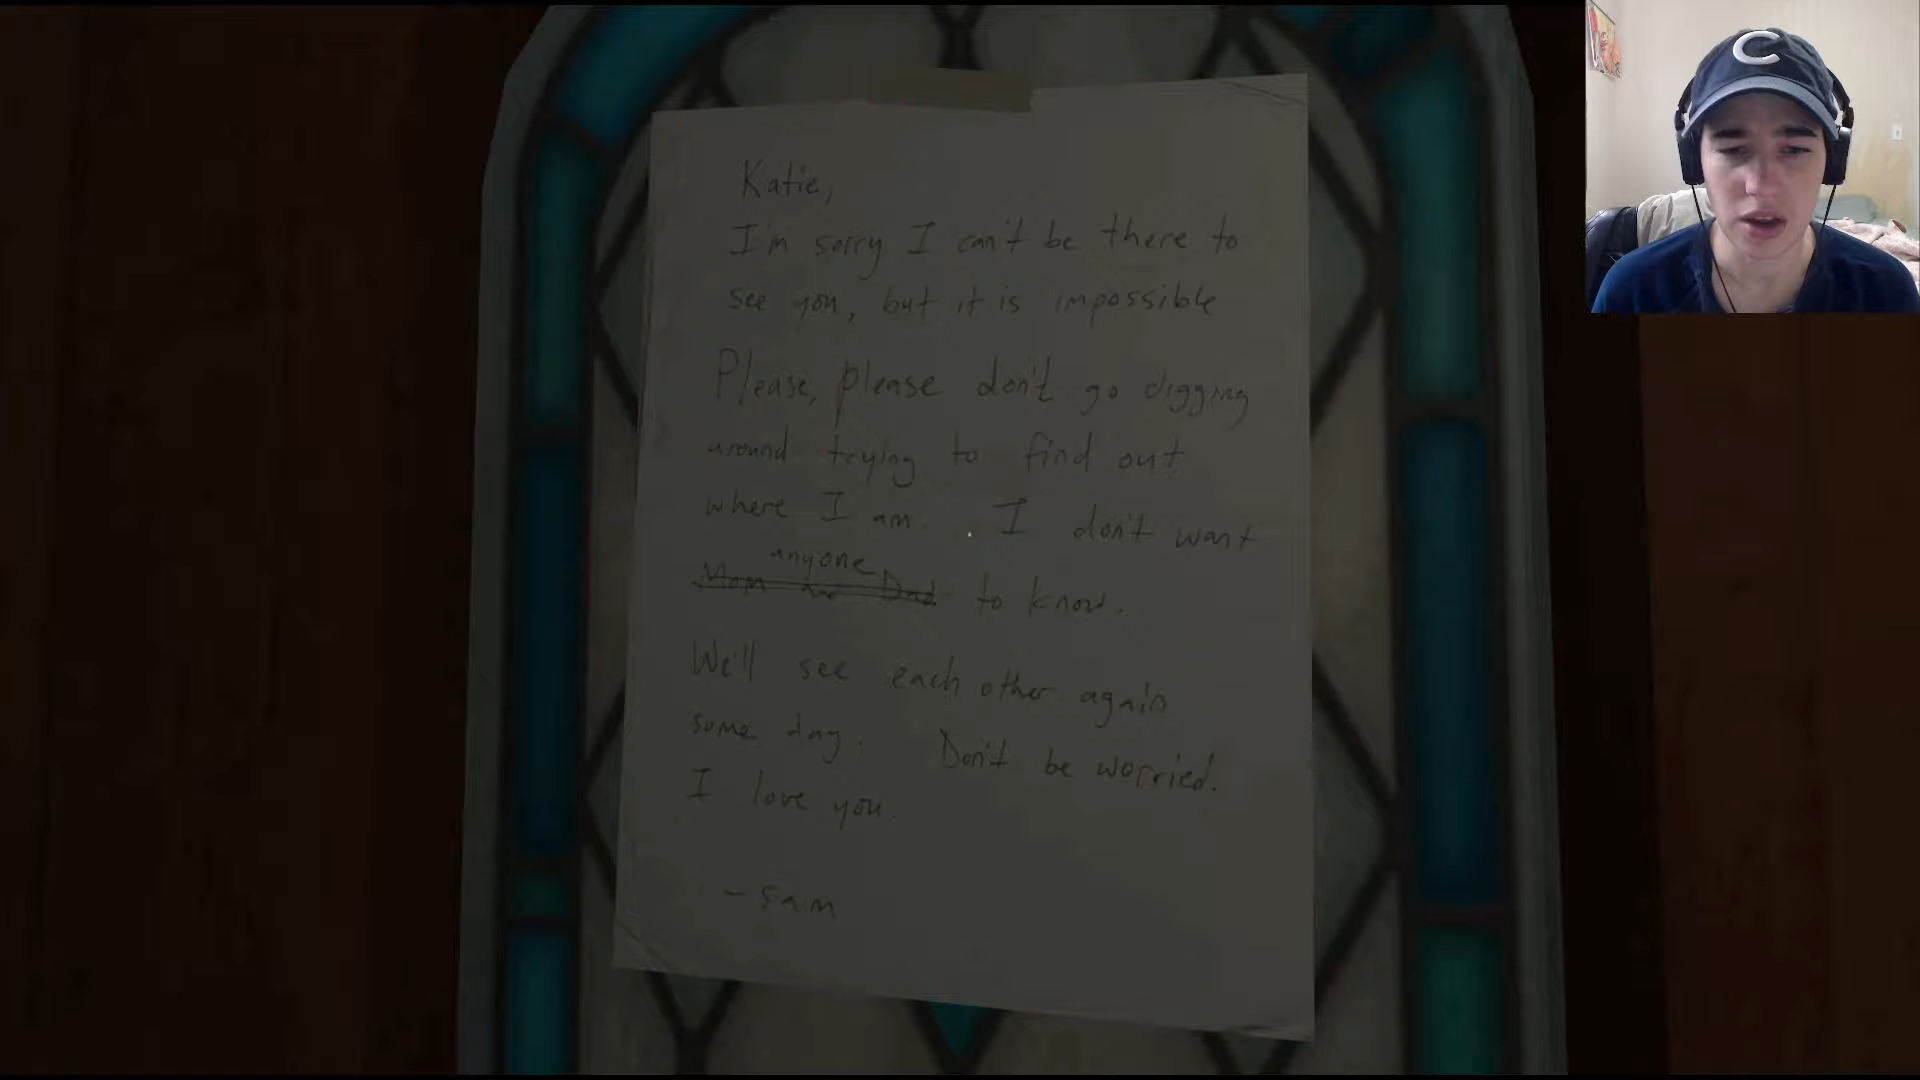 Katie,
I'm sorry I can't be there to
see you, but it is impossible
Please, please don't go digging
around trying to find out
where I am. I don't want
anyone
Mom and Dad to know.
We'll see each other again
some day. Don't be worried.
I love you.
- Sam
C